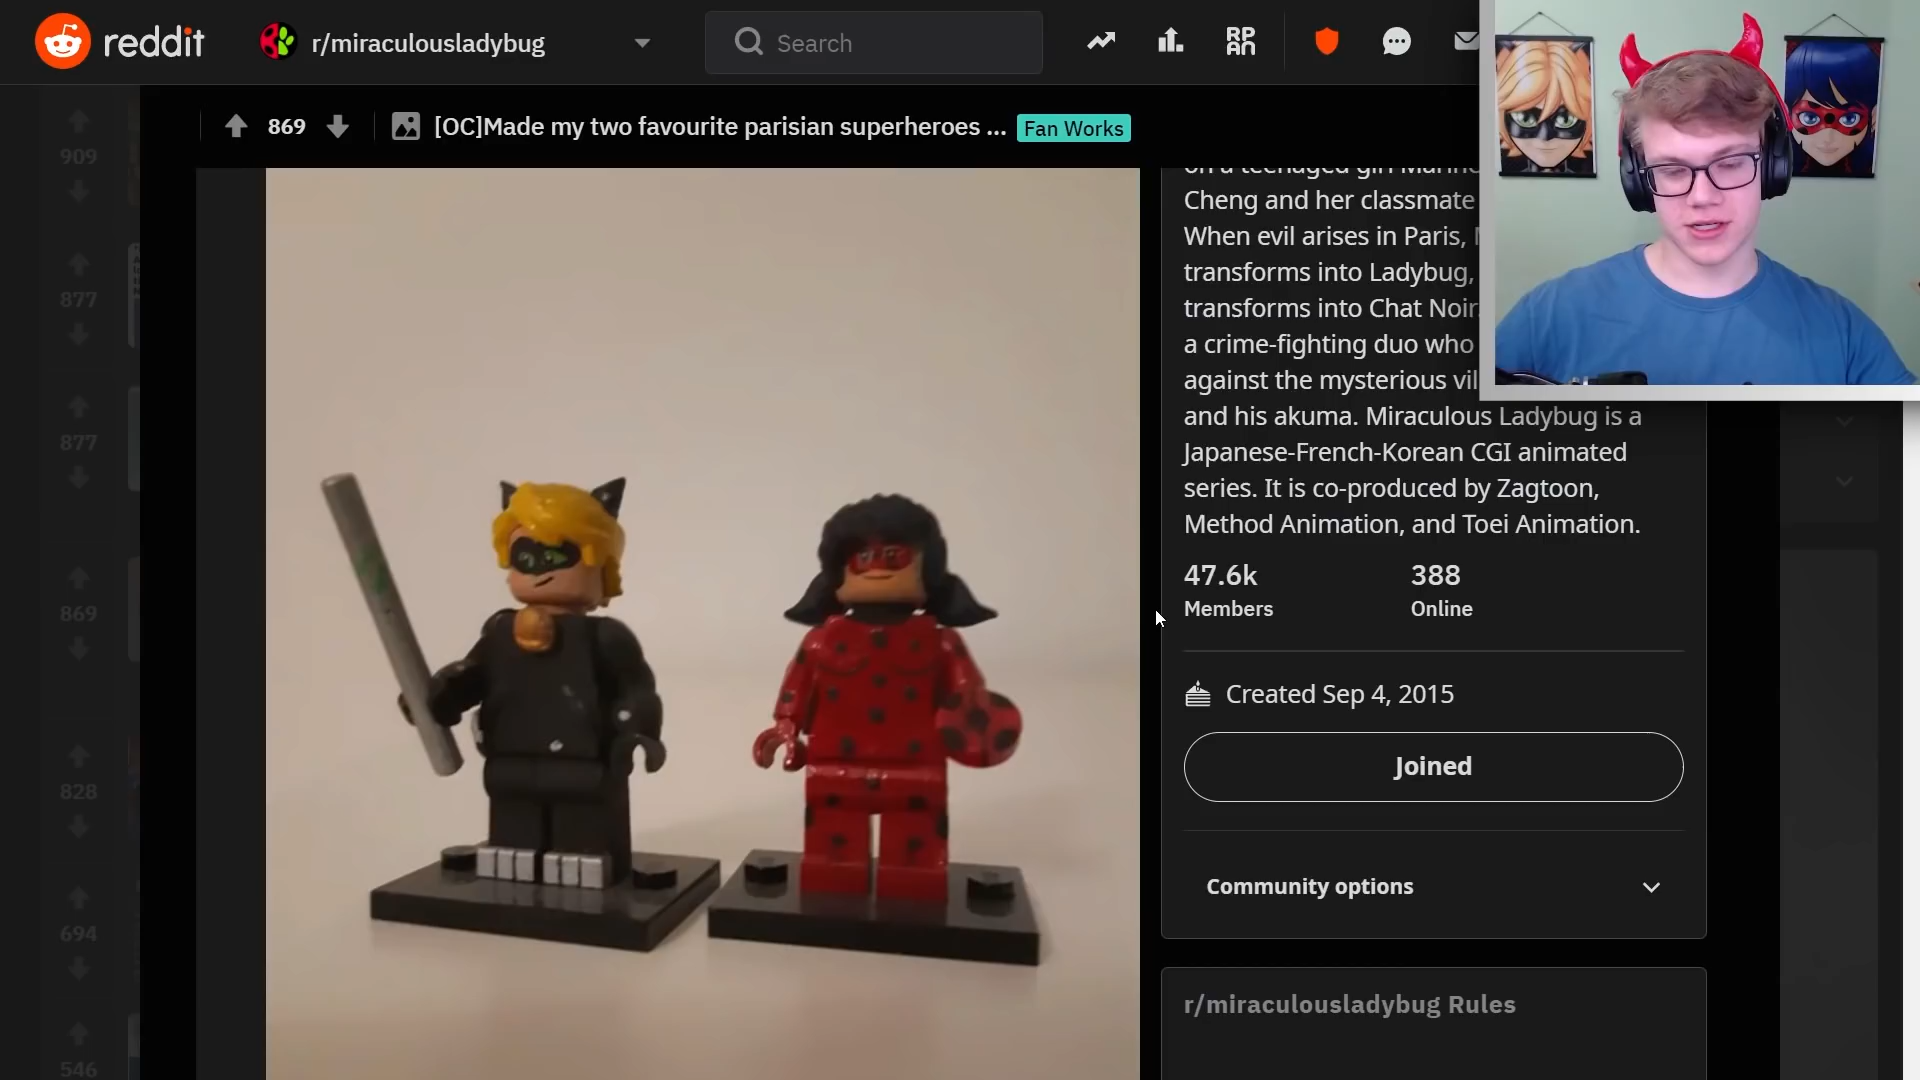 reddit
r/miraculousladybug
Search
RPAN
869
[OC]Made my two favourite parisian superheroes ...
Fan Works
909
877
877
869
828
694
546
on a teenaged girl
Cheng and her classmate
When evil arises in Paris,
transforms into Ladybug,
transforms into Chat Noir
a crime-fighting duo who
against the mysterious
and his akuma. Miraculous Ladybug is a
Japanese-French-Korean CGI animated
series. It is co-produced by Zagtoon,
Method Animation, and Toei Animation.
47.6k
Members
388
Online
Created Sep 4, 2015
Joined
Community options
r/miraculousladybug Rules